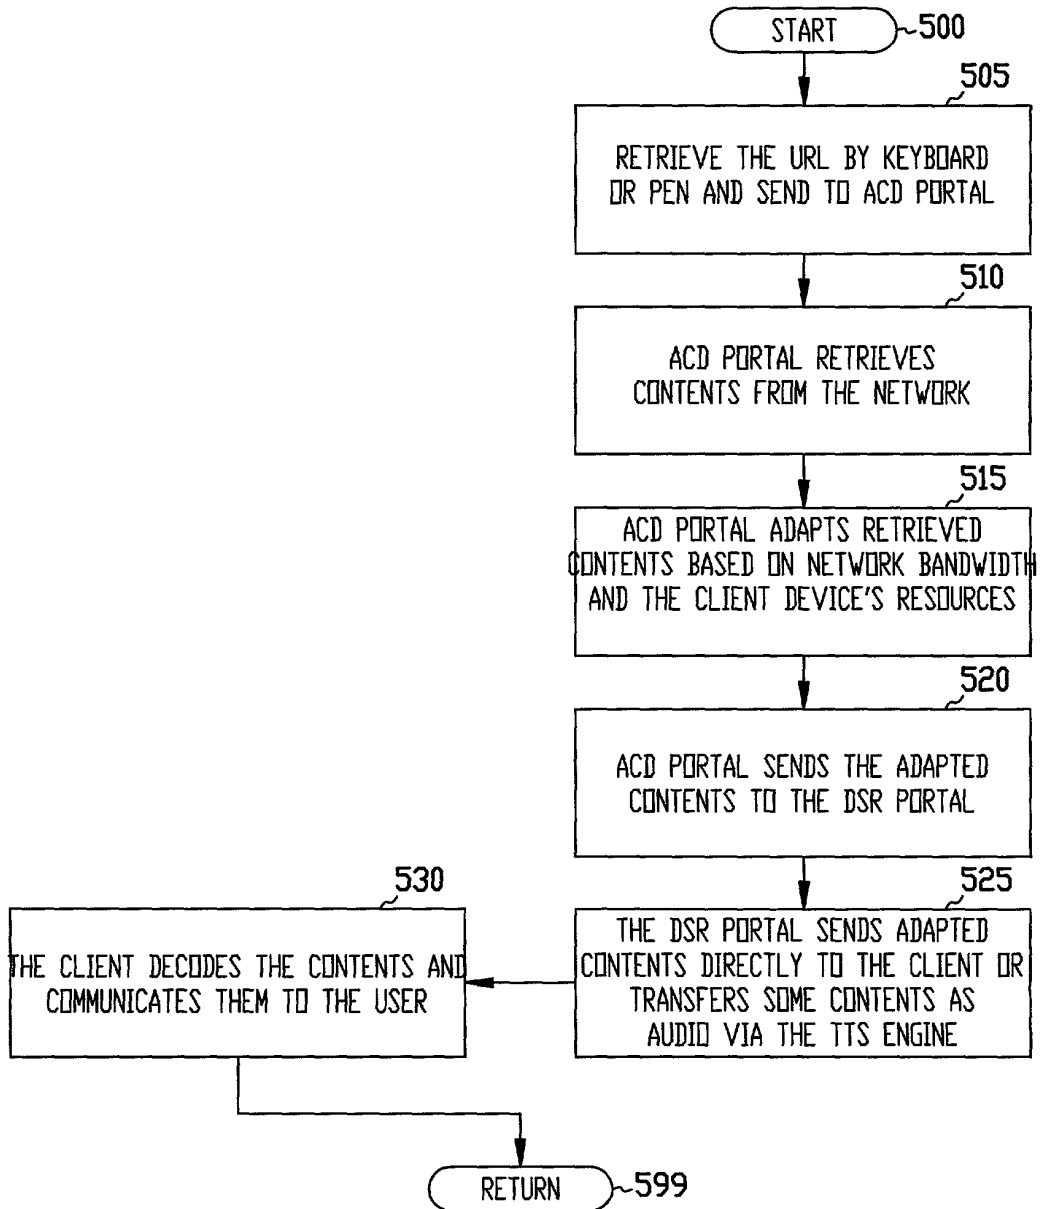 START
500
505
RETRIEVE THE URL BY KEYBOARD
OR PEN AND SEND TO ACD PORTAL
510
ACD PORTAL RETRIEVES
CONTENTS FROM THE NETWORK
515
ACD PORTAL ADAPTS RETRIEVED
CONTENTS BASED ON NETWORK BANDWIDTH
AND THE CLIENT DEVICE'S RESOURCES
520
ACD PORTAL SENDS THE ADAPTED
CONTENTS TO THE DSR PORTAL
525
THE DSR PORTAL SENDS ADAPTED
CONTENTS DIRECTLY TO THE CLIENT OR
TRANSFERS SOME CONTENTS AS
AUDIO VIA THE TTS ENGINE
530
THE CLIENT DECODES THE CONTENTS AND
COMMUNICATES THEM TO THE USER
RETURN
599